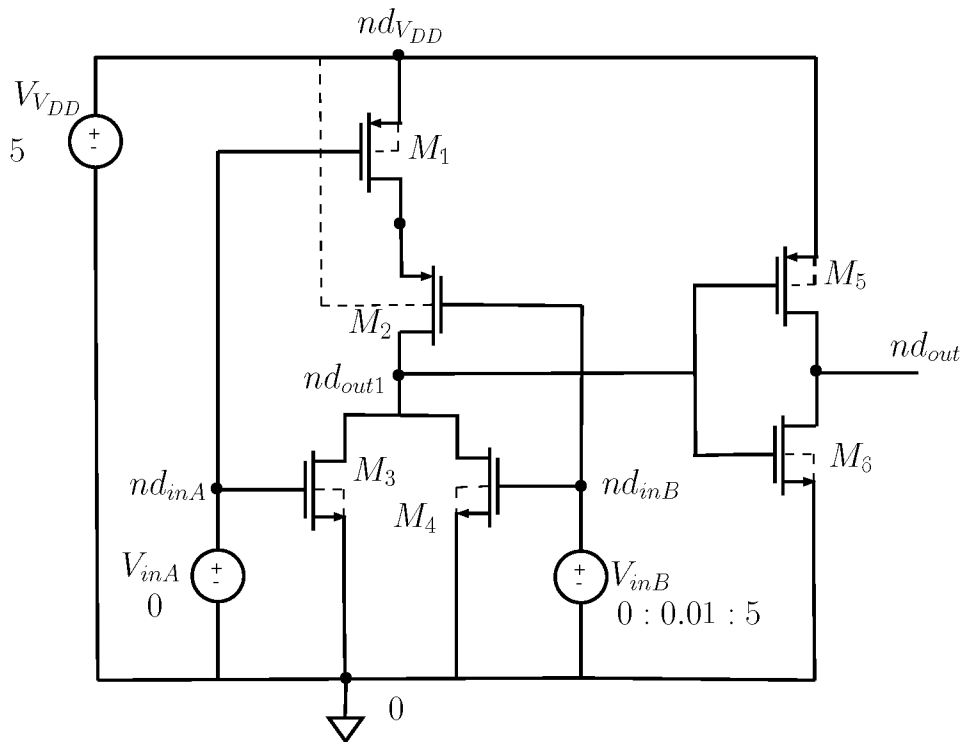 nd_{V_{DD}}
V_{V_{DD}}
+
-
5
M_1
M_5
M_2
nd_{out}
nd_{out1}
M_3
M_6
nd_{inA}
nd_{inB}
M_4
V_{inA}
+
-
0
+
-
V_{inB}
0 : 0.01 : 5
0